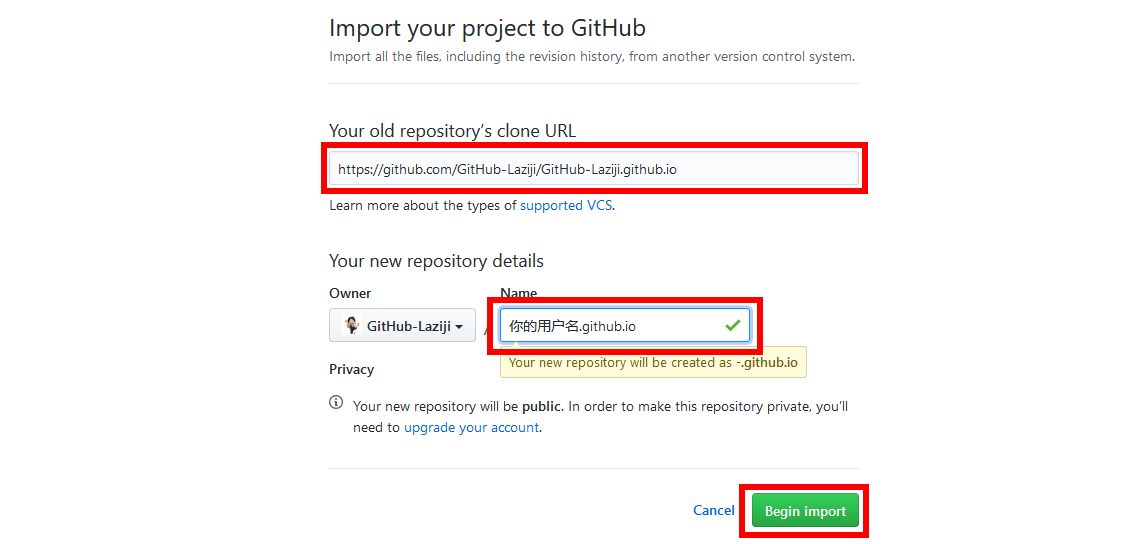 Import your project to GitHub
Import all the files, including the revision history, from another version control system.
Your old repository’s clone URL
https://github.com/GitHub-Laziji/GitHub-Laziji.github.io
Learn more about the types of supported VCS.
Your new repository details
Owner
Name
GitHub-Laziji
/
你的用户名.github.io
Your new repository will be created as -.github.io
Privacy
Your new repository will be public. In order to make this repository private, you’ll
need to upgrade your account.
Cancel
Begin import